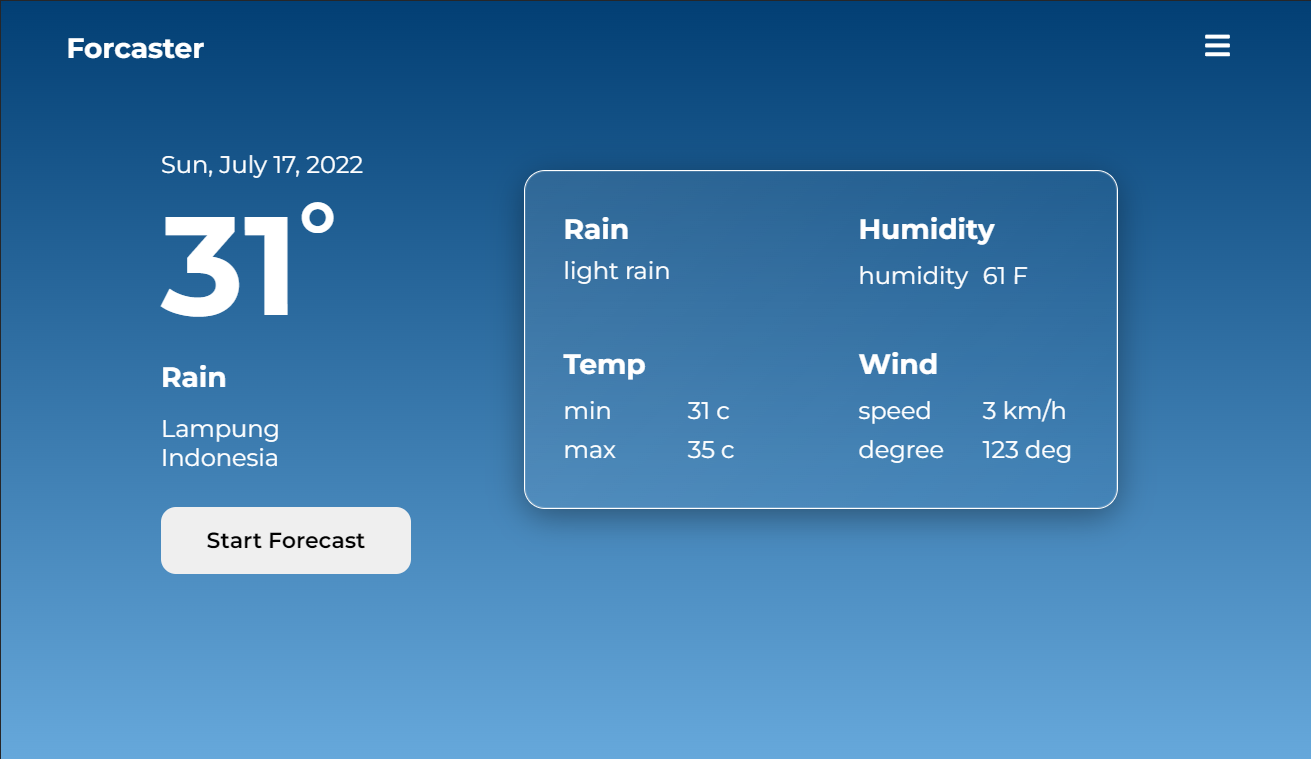 Forcaster
Sun, July 17, 2022
31°
Rain
Lampung
Indonesia
Start Forecast
Rain
light rain
Humidity
humidity 61 F
Temp
min 31 c
max 35 c
Wind
speed 3 km/h
degree 123 deg